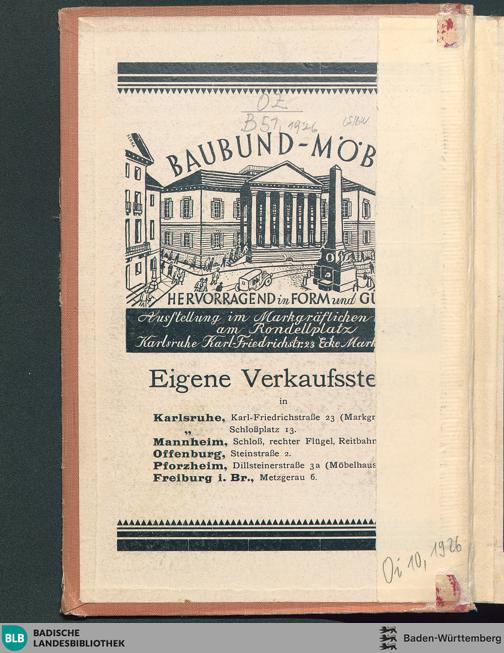 OZ
B 51, 1926
BAUBUND-MÖB
HERVORRAGEND in FORM und GÜ
Ausstellung im Markgräflichen
am Rondellplatz
Karlsruhe Karl-Friedrichstr. 23 Ecke Mark
Eigene Verkaufsste
in
Karlsruhe, Karl-Friedrichstraße 23 (Markgr
„ Schloßplatz 13.
Mannheim, Schloß, rechter Flügel, Reitbahn
Offenburg, Steinstraße 2.
Pforzheim, Dillsteinerstraße 3a (Möbelhaus
Freiburg i. Br., Metzgerau 6.
Oi 10, 1926
BLB BADISCHE
LANDESBIBLIOTHEK
Baden-Württemberg